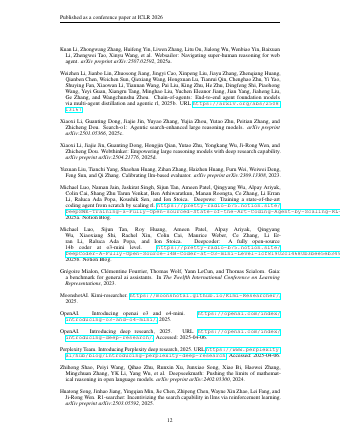 Published as a conference paper at ICLR 2026
Kuan Li, Zhongwang Zhang, Huifeng Yin, Liwen Zhang, Litu Ou, Jialong Wu, Wenbiao Yin, Baixuan
Li, Zhengwei Tao, Xinyu Wang, et al. Websailor: Navigating super-human reasoning for web
agent. arXiv preprint arXiv:2507.02592, 2025a.
Weizhen Li, Jianbo Lin, Zhuosong Jiang, Jingyi Cao, Xinpeng Liu, Jiayu Zhang, Zhenqiang Huang,
Qianben Chen, Weichen Sun, Qiexiang Wang, Hongxuan Lu, Tianrui Qin, Chenghao Zhu, Yi Yao,
Shuying Fan, Xiaowan Li, Tiannan Wang, Pai Liu, King Zhu, He Zhu, Dingfeng Shi, Piaohong
Wang, Yeyi Guan, Xiangru Tang, Minghao Liu, Yuchen Eleanor Jiang, Jian Yang, Jiaheng Liu,
Ge Zhang, and Wangchunshu Zhou. Chain-of-agents: End-to-end agent foundation models
via multi-agent distillation and agentic rl, 2025b. URL https://arxiv.org/abs/2508.
Xiaoxi Li, Guanting Dong, Jiajie Jin, Yuyao Zhang, Yujia Zhou, Yutao Zhu, Peitian Zhang, and
Zhicheng Dou. Search-o1: Agentic search-enhanced large reasoning models. arXiv preprint
arXiv:2501.05366, 2025c.
Xiaoxi Li, Jiajie Jin, Guanting Dong, Hongjin Qian, Yutao Zhu, Yongkang Wu, Ji-Rong Wen, and
Zhicheng Dou. Webthinker: Empowering large reasoning models with deep research capability.
arXiv preprint arXiv:2504.21776, 2025d.
Yuxuan Liu, Tianchi Yang, Shaohan Huang, Zihan Zhang, Haizhen Huang, Furu Wei, Weiwei Deng,
Feng Sun, and Qi Zhang. Calibrating llm-based evaluator. arXiv preprint arXiv:2309.13308, 2023.
Michael Luo, Naman Jain, Jaskirat Singh, Sijun Tan, Ameen Patel, Qingyang Wu, Alpay Ariyak,
Colin Cai, Shang Zhu Tarun Venkat, Ben Athiwaratkun, Manan Roongta, Ce Zhang, Li Erran
Li, Raluca Ada Popa, Koushik Sen, and Ion Stoica. Deepswe: Training a state-of-the-art
coding agent from scratch by scaling rl. https://pretty-radio-b75.notion.site/
DeepSWE-Training-a-Fully-Open-sourced-State-of-the-Art-Coding-Agent-by-Scaling-RL-
2025a. Notion Blog.
Michael Luo, Sijun Tan, Roy Huang, Ameen Patel, Alpay Ariyak, Qingyang
Wu, Xiaoxiang Shi, Rachel Xin, Colin Cai, Maurice Weber, Ce Zhang, Li Er-
ran Li, Raluca Ada Popa, and Ion Stoica. Deepcoder: A fully open-source
14b coder at o3-mini level. https://pretty-radio-b75.notion.site/
2025b. Notion Blog.
Grégoire Mialon, Clémentine Fourrier, Thomas Wolf, Yann LeCun, and Thomas Scialom. Gaia:
a benchmark for general ai assistants. In The Twelfth International Conference on Learning
Representations, 2023.
MoonshotAI. Kimi-researcher. https://moonshotai.github.io/Kimi-Researcher/,
2025.
OpenAI. Introducing openai o3 and o4-mini. https://openai.com/index/
introducing-o3-and-o4-mini/, 2025.
OpenAI. Introducing deep research, 2025. URL https://openai.com/index/
introducing-deep-research/. Accessed: 2025-04-06.
Perplexity Team. Introducing Perplexity deep research, 2025. URL https://www.perplexity.
ai/hub/blog/introducing-perplexity-deep-research. Accessed: 2025-04-06.
Zhihong Shao, Peiyi Wang, Qihao Zhu, Runxin Xu, Junxiao Song, Xiao Bi, Haowei Zhang,
Mingchuan Zhang, YK Li, Yang Wu, et al. Deepseekmath: Pushing the limits of mathemat-
ical reasoning in open language models. arXiv preprint arXiv:2402.03300, 2024.
Huatong Song, Jinhao Jiang, Yingqian Min, Jie Chen, Zhipeng Chen, Wayne Xin Zhao, Lei Fang, and
Ji-Rong Wen. R1-searcher: Incentivizing the search capability in llms via reinforcement learning.
arXiv preprint arXiv:2503.05592, 2025.
12